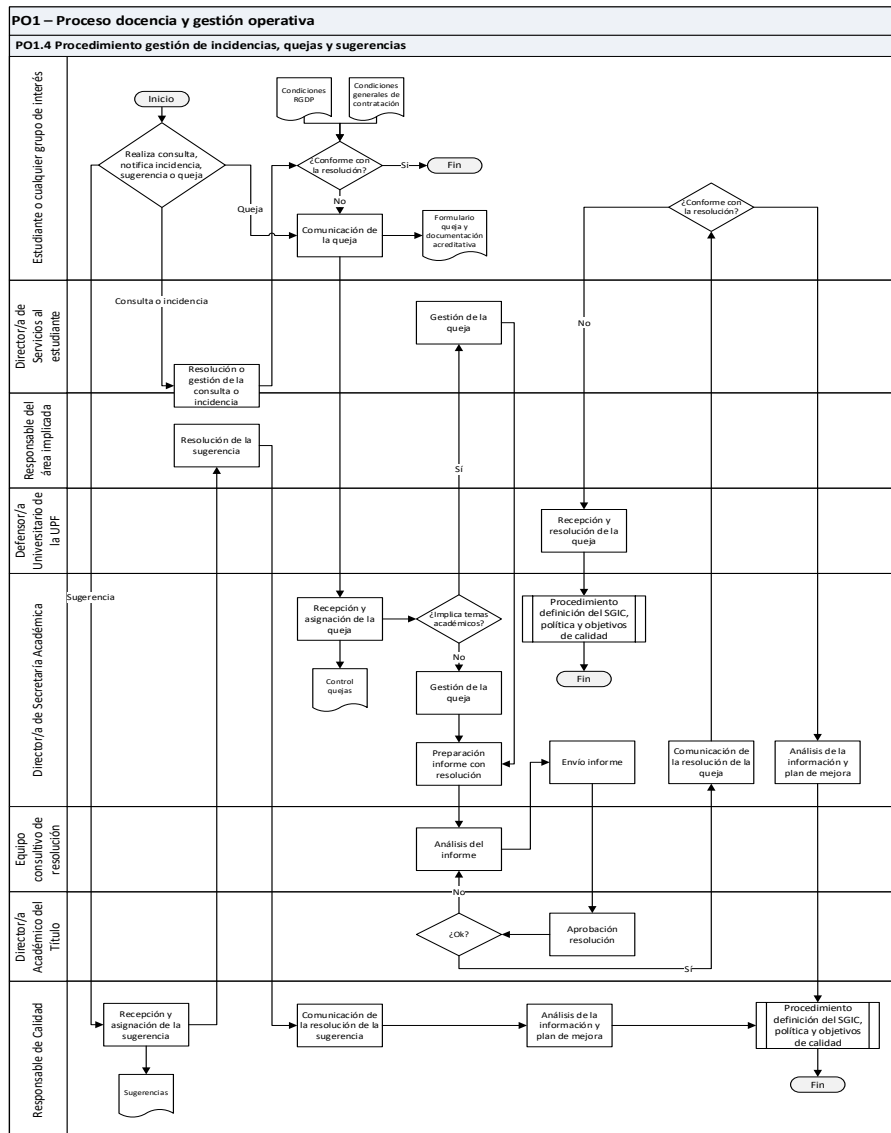 PO1 – Proceso docencia y gestión operativa
PO1.4 Procedimiento gestión de incidencias, quejas y sugerencias
Estudiante o cualquier grupo de interés
Inicio
Condiciones
RGDP
Condiciones
generales de
contratación
Realiza consulta,
notifica incidencia,
sugerencia o queja
¿Conforme con
la resolución?
Si
Fin
No
Queja
Comunicación de
la queja
Formulario
queja y
documentación
acreditativa
¿Conforme con
la resolución?
Director/a de
Servicios al
estudiante
Consulta o incidencia
Gestión de la
queja
No
Resolución o
gestión de la
consulta o
incidencia
Responsable del
área implicada
Resolución de la
sugerencia
Sí
Defensor/a
Universitario de
la UPF
Recepción y
resolución de la
queja
Director/a de Secretaría Académica
Sugerencia
Recepción y
asignación de la
queja
¿Implica temas
académicos?
Procedimiento
definición del SGIC,
política y objetivos
de calidad
No
Control
quejas
Gestión de la
queja
Fin
Preparación
informe con
resolución
Envío informe
Comunicación de
la resolución de la
queja
Análisis de la
información y
plan de mejora
Equipo
consultivo de
resolución
Análisis del
informe
Director/a
Académico del
Título
No
¿Ok?
Aprobación
resolución
Sí
Responsable de Calidad
Recepción y
asignación de la
sugerencia
Comunicación de
la resolución de la
sugerencia
Análisis de la
información y
plan de mejora
Procedimiento
definición del SGIC,
política y objetivos
de calidad
Sugerencias
Fin